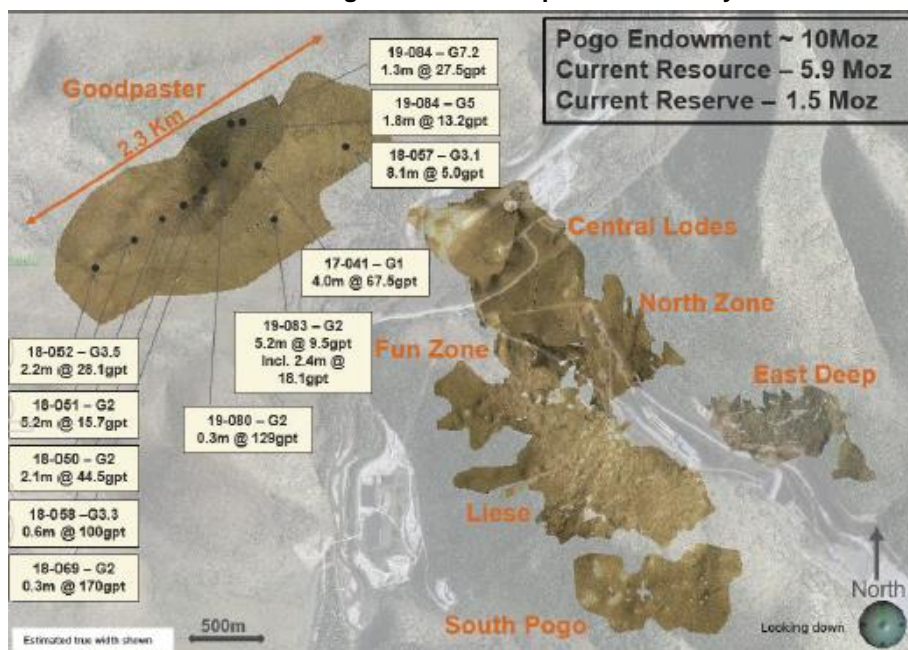 19-084 – G7.2
1.3m @ 27.5gpt
19-084 – G5
1.8m @ 13.2gpt
18-057 – G3.1
8.1m @ 5.0gpt
Pogo Endowment ~ 10Moz
Current Resource – 5.9 Moz
Current Reserve – 1.5 Moz
Goodpaster
2.3 Km
Central Lodes
17-041 – G1
4.0m @ 67.5gpt
North Zone
19-083 – G2
5.2m @ 9.5gpt
Incl. 2.4m @
18.1gpt
Fun Zone
East Deep
18-052 – G3.5
2.2m @ 28.1gpt
18-051 – G2
5.2m @ 15.7gpt
19-080 – G2
0.3m @ 129gpt
18-050 – G2
2.1m @ 44.5gpt
18-058 –G3.3
0.6m @ 100gpt
18-069 – G2
0.3m @ 170gpt
Liese
South Pogo
North
Looking down
Estimated true width shown
500m